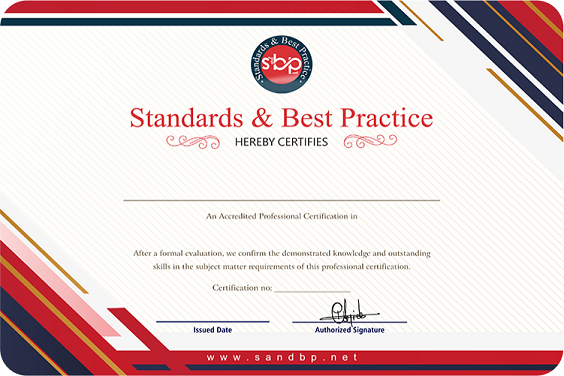 Standards & Best Practice
sbp
Standards & Best Practice
HEREBY CERTIFIES
An Accredited Professional Certification in
After a formal evaluation, we confirm the demonstrated knowledge and outstanding
skills in the subject matter requirements of this professional certification.
Certification no:
Issued Date
Authorized Signature
www.sandbp.net